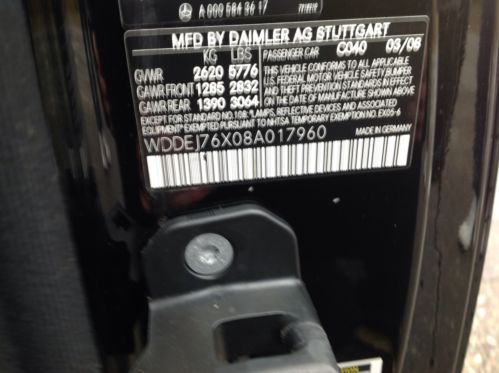 A 000 584 36 17
MFD BY DAIMLER AG STUTTGART
KG LBS PASSENGER CAR C040 03/08
GVWR 2620 5776 THIS VEHICLE CONFORMS TO ALL APPLICABLE
GAWR FRONT 1285 2832 U.S. FEDERAL MOTOR VEHICLE SAFETY, BUMPER
GAWR REAR 1390 3064 AND THEFT PREVENTION STANDARDS IN EFFECT
ON THE DATE OF MANUFACTURE SHOWN ABOVE
EXCEPT STANDARD NO. 108: "LAMPS, REFLEX DEVICES AND ASSOCIATED
EQUIPMENT" PURSUANT TO NHTSA TEMPORARY EXEMPTION NO. EX05-6
WDDEJ76X08A017960 MADE IN GERMANY